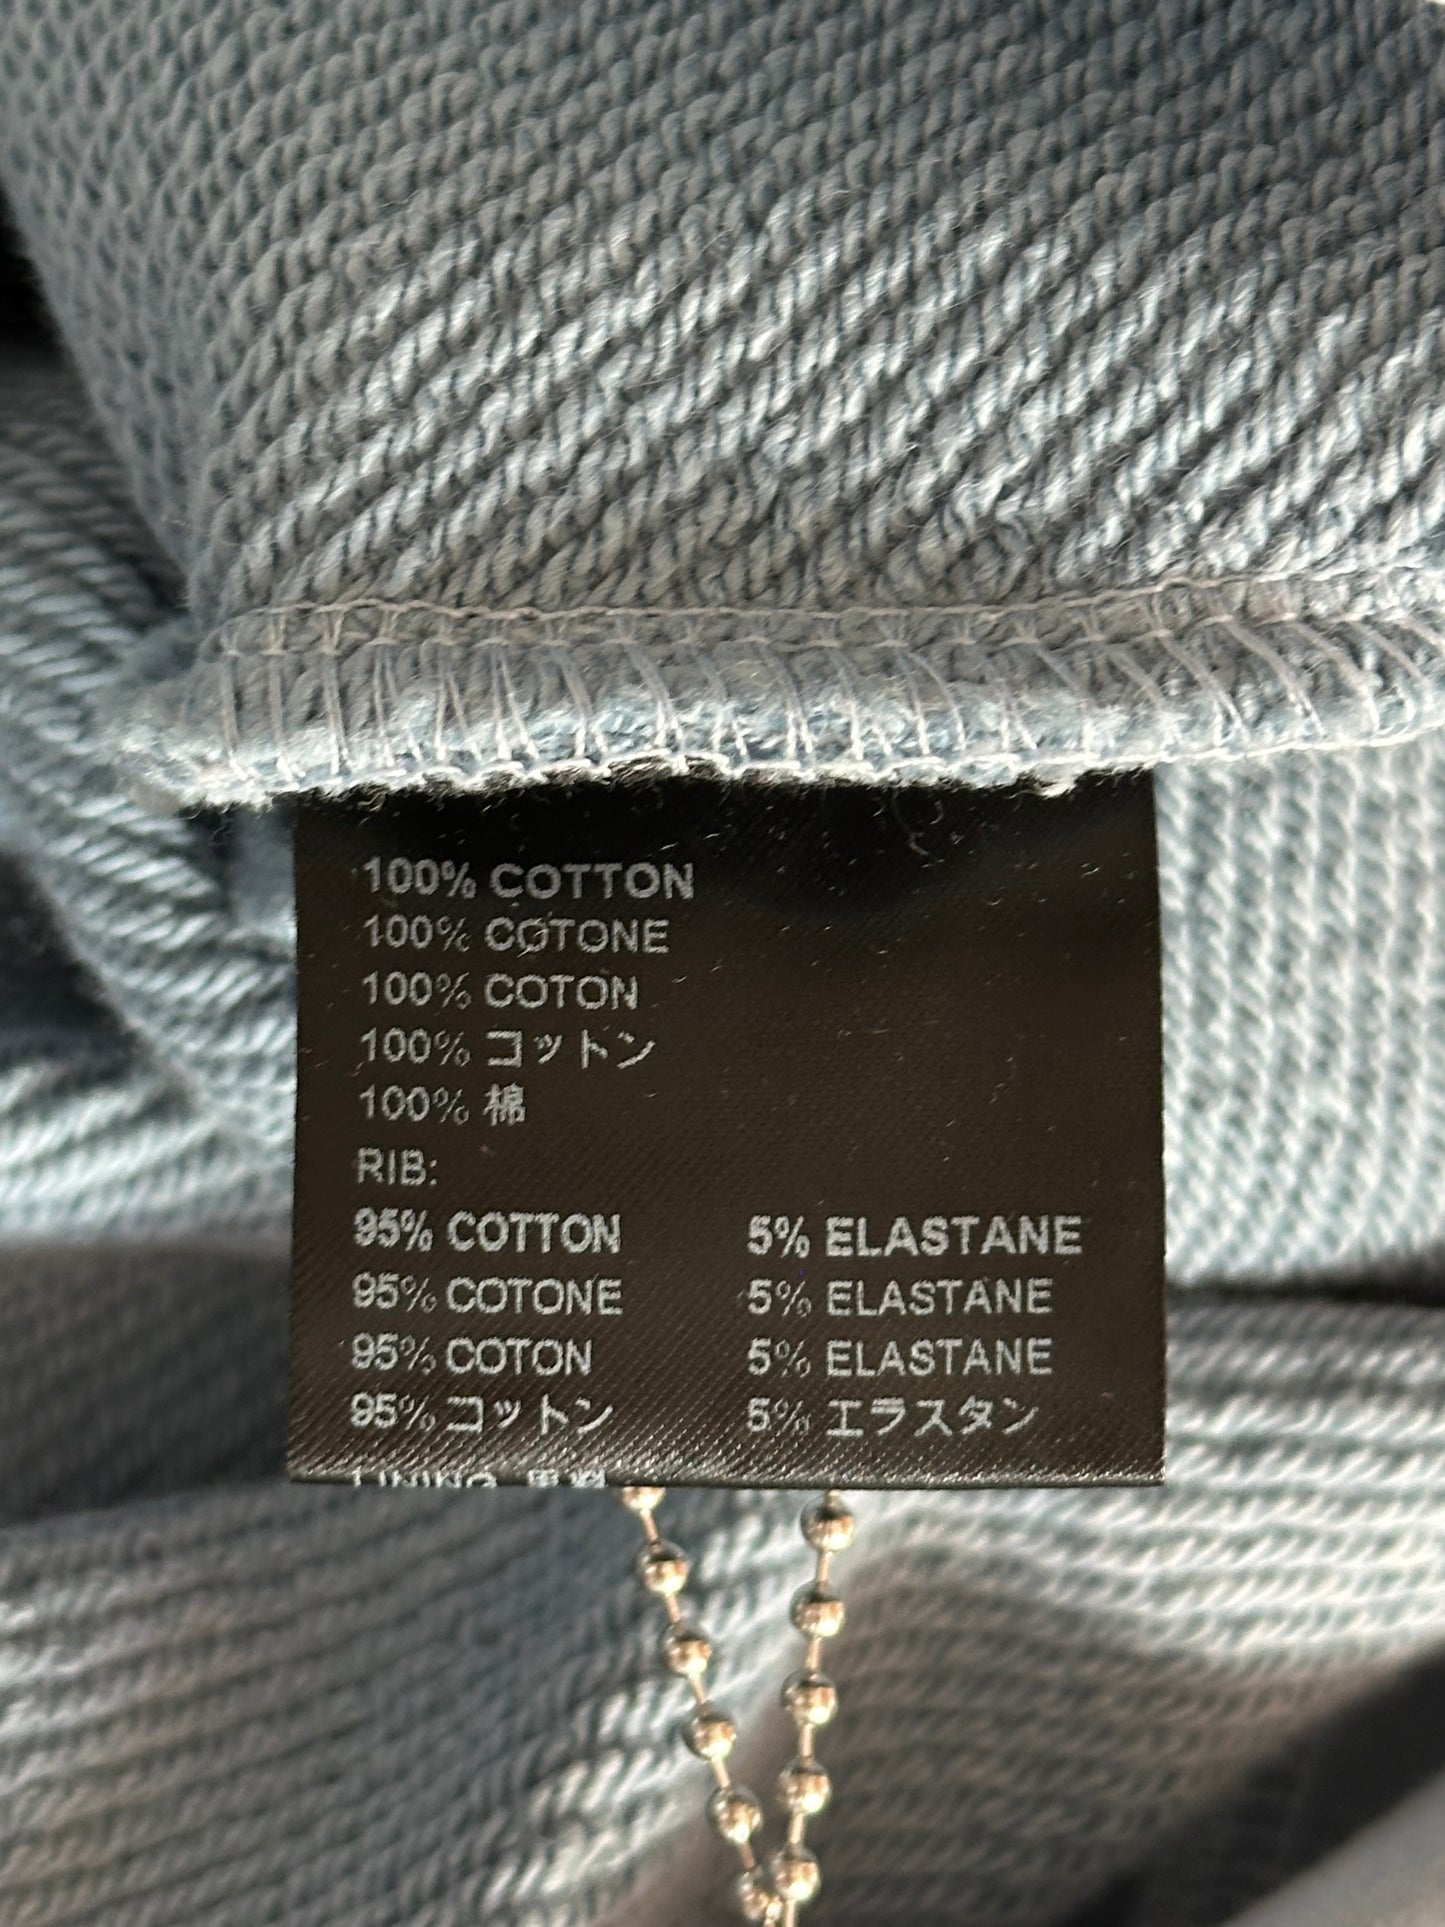 100% COTTON
100% COTONE
100% COTON
100% コットン
100% 棉
RIB:
95% COTTON 5% ELASTANE
95% COTONE 5% ELASTANE
95% COTON 5% ELASTANE
95% コットン 5% エラスタン
LINING